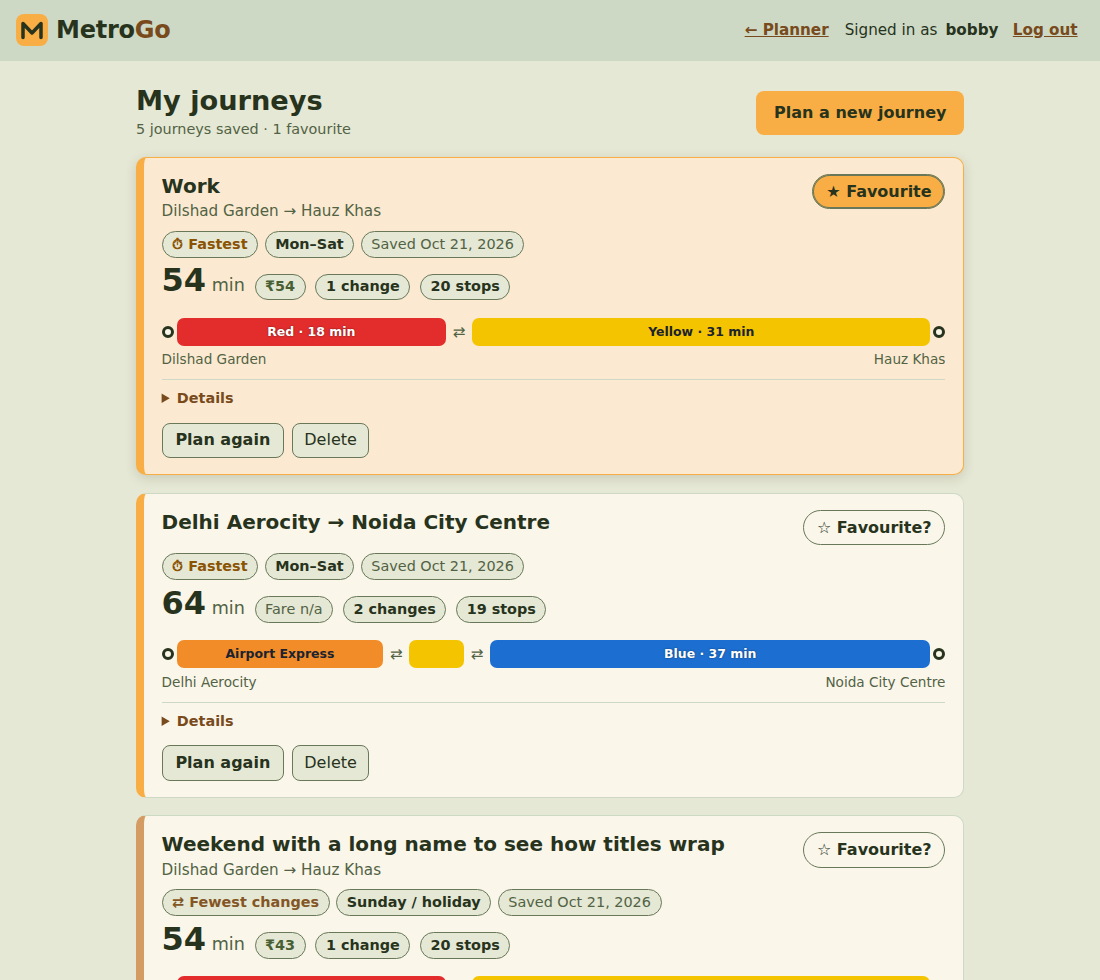 MetroGo
← Planner Signed in as bobby Log out
My journeys
5 journeys saved · 1 favourite
Plan a new journey
Work
★ Favourite
Dilshad Garden → Hauz Khas
⏱ Fastest Mon–Sat Saved Oct 21, 2026
54 min ₹54 1 change 20 stops
Red · 18 min ⇄ Yellow · 31 min
Dilshad Garden Hauz Khas
▶ Details
Plan again Delete
Delhi Aerocity → Noida City Centre
☆ Favourite?
⏱ Fastest Mon–Sat Saved Oct 21, 2026
64 min Fare n/a 2 changes 19 stops
Airport Express ⇄ ⇄ Blue · 37 min
Delhi Aerocity Noida City Centre
▶ Details
Plan again Delete
Weekend with a long name to see how titles wrap
☆ Favourite?
Dilshad Garden → Hauz Khas
⇄ Fewest changes Sunday / holiday Saved Oct 21, 2026
54 min ₹43 1 change 20 stops